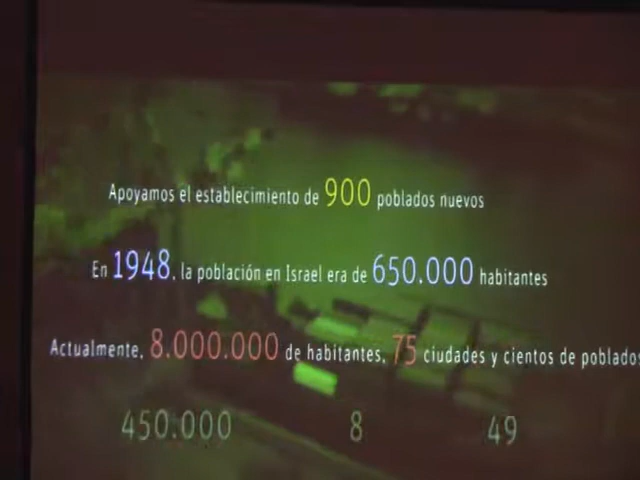 Apoyamos el establecimiento de 900 poblados nuevos
En 1948, la población en Israel era de 650.000 habitantes
Actualmente, 8.000.000 de habitantes, 75 ciudades y cientos de poblados
450.000 8 49